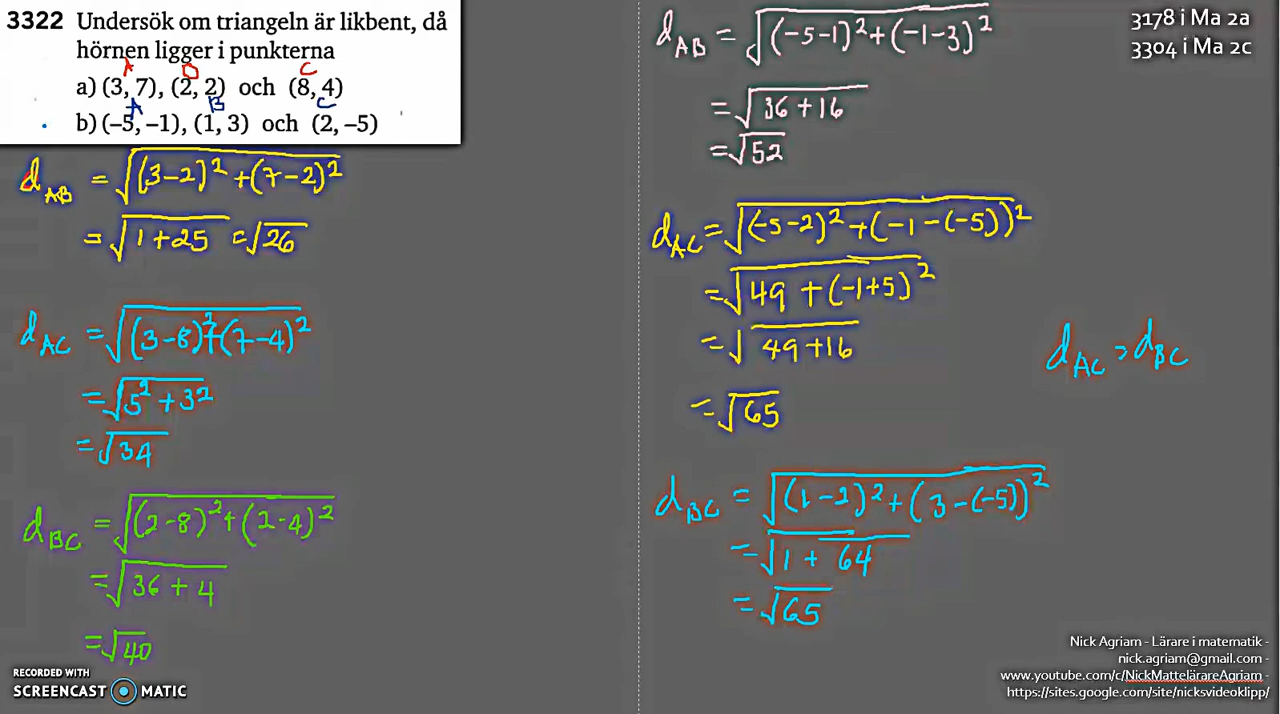 3322 Undersök om triangeln är likbent, då
hörnen ligger i punkterna
A B C
a) (3, 7), (2, 2) och (8, 4)
A B C
b) (–5, –1), (1, 3) och (2, –5)
d_AB = √((3-2)² + (7-2)²)
= √(1+25) = √26
d_AC = √((3-8)² + (7-4)²)
= √(5² + 3²)
= √34
d_BC = √((2-8)² + (2-4)²)
= √(36 + 4)
= √40
RECORDED WITH
SCREENCAST MATIC
d_AB = √((-5-1)² + (-1-3)²)
= √(36 + 16)
= √52
d_AC = √((-5-2)² + (-1-(-5))²)
= √(49 + (-1+5)²)
= √(49+16)
= √65
d_BC = √((1-2)² + (3-(-5))²)
= √(1 + 64)
= √65
d_AC = d_BC
3178 i Ma 2a
3304 i Ma 2c
Nick Agriam - Lärare i matematik -
nick.agriam@gmail.com -
www.youtube.com/c/NickMattelärareAgriam -
https://sites.google.com/site/nicksvideoklipp/